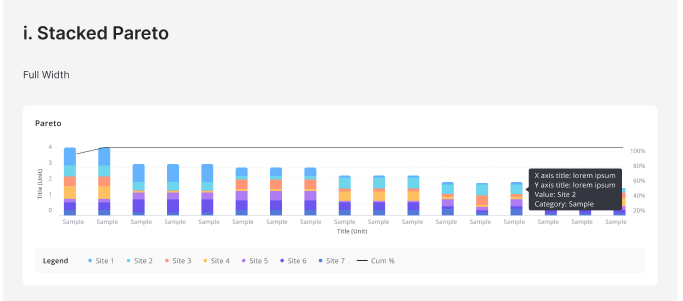 i. Stacked Pareto
Full Width
Pareto
4
3
2
1
0
Title (Unit)
100%
80%
60%
40%
20%
X axis title: lorem ipsum
Y axis title: lorem ipsum
Value: Site 2
Category: Sample
Sample Sample Sample Sample Sample Sample Sample Sample Sample Sample Sample Sample Sample Sample Sample Sample Sample
Title (Unit)
Legend Site 1 Site 2 Site 3 Site 4 Site 5 Site 6 Site 7 Cum %